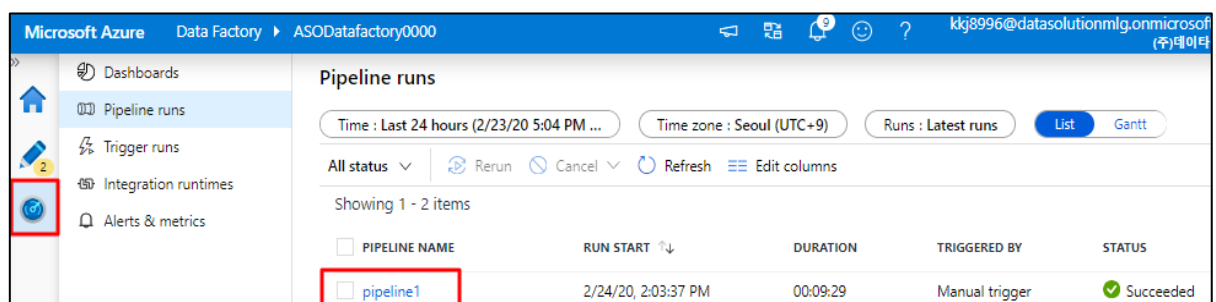 Microsoft Azure Data Factory ▸ ASODatafactory0000 9 ? kkj8996@datasolutionmlg.onmicrosoft
(주)데이타
» Dashboards
Pipeline runs
Trigger runs
Integration runtimes
Alerts & metrics
2
Pipeline runs
Time : Last 24 hours (2/23/20 5:04 PM ... Time zone : Seoul (UTC+9) Runs : Latest runs List Gantt
All status Rerun Cancel Refresh Edit columns
Showing 1 - 2 items
PIPELINE NAME RUN START ↑↓ DURATION TRIGGERED BY STATUS
pipeline1 2/24/20, 2:03:37 PM 00:09:29 Manual trigger Succeeded